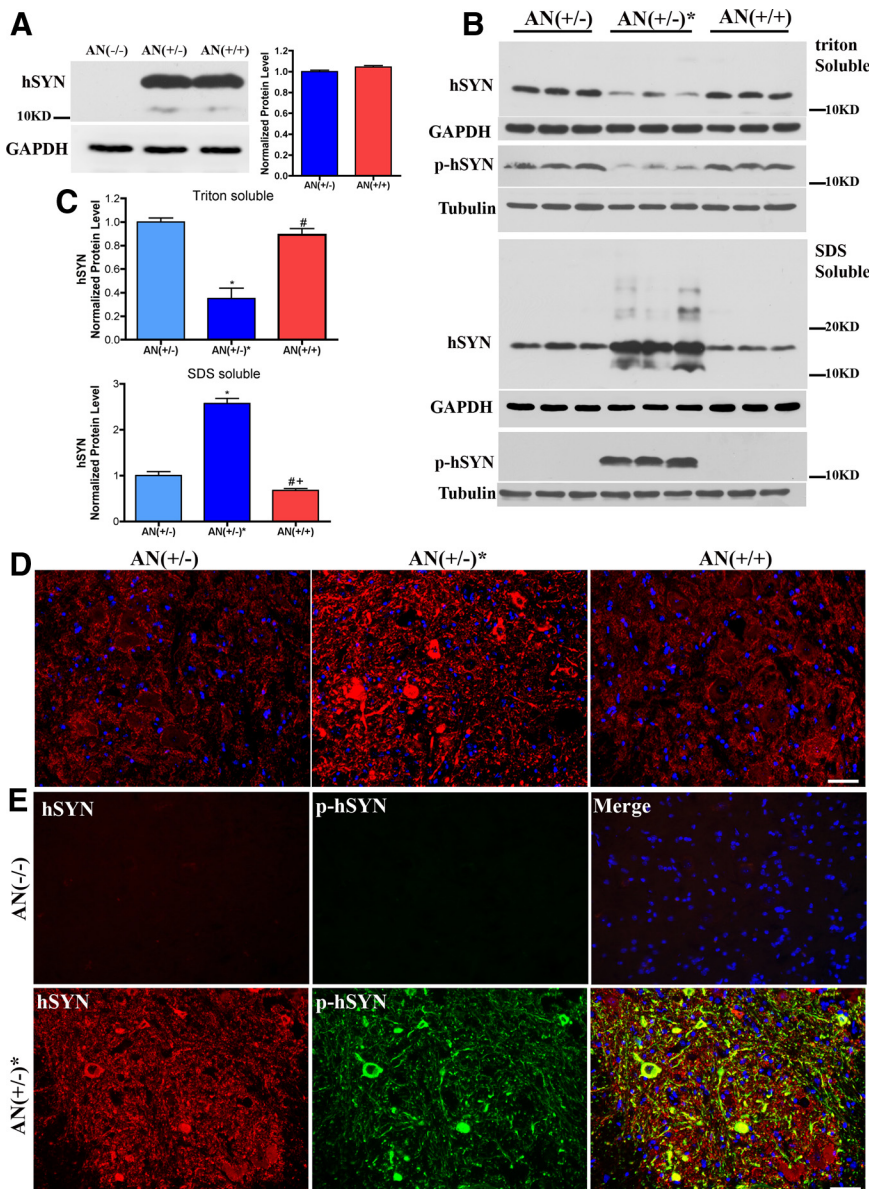 A
AN(-/-) AN(+/-) AN(+/+)
hSYN
10KD
GAPDH
Normalized Protein Level
1.2
1.0
0.8
0.6
0.4
0.2
0.0
AN(+/-) AN(+/+)
B
AN(+/-) AN(+/-)* AN(+/+)
triton
Soluble
hSYN
10KD
GAPDH
p-hSYN
10KD
Tubulin
SDS
Soluble
20KD
hSYN
10KD
GAPDH
p-hSYN
10KD
Tubulin
C
Triton soluble
hSYN
Normalized Protein Level
1.2
1.0
0.8
0.6
0.4
0.2
0.0
*
#
AN(+/-) AN(+/-)* AN(+/+)
SDS soluble
hSYN
Normalized Protein Level
3
2
1
0
*
#+
AN(+/-) AN(+/-)* AN(+/+)
D
AN(+/-) AN(+/-)* AN(+/+)
E
AN(-/-)
hSYN p-hSYN Merge
AN(+/-)*
hSYN p-hSYN